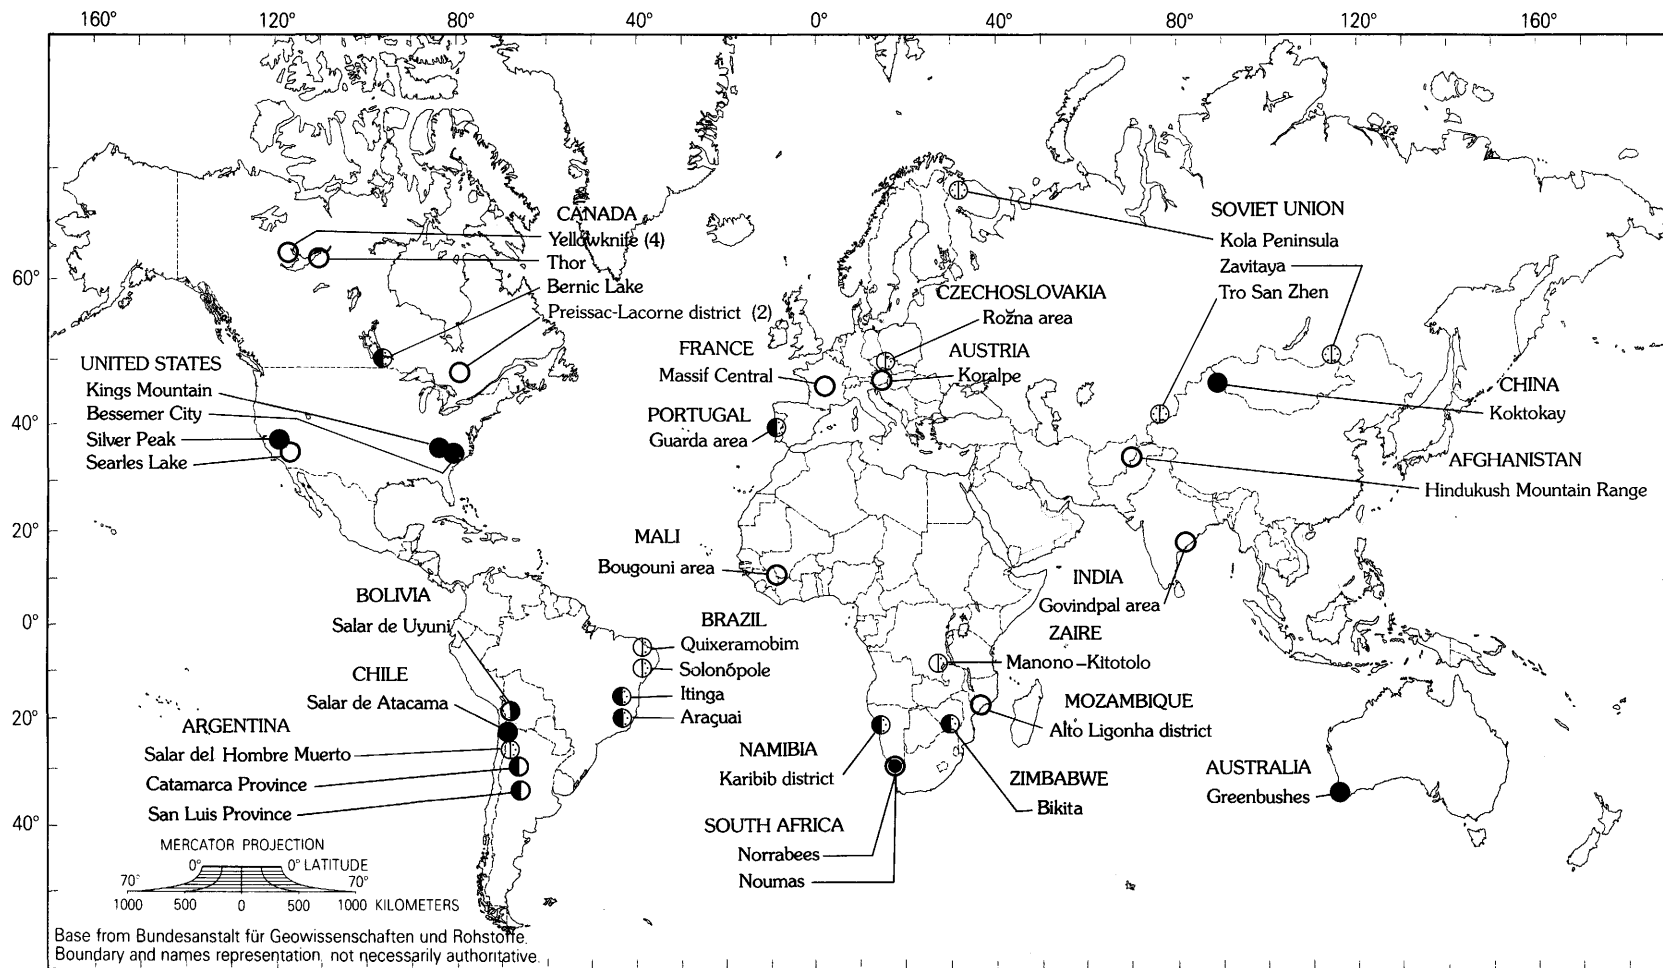 160° 120° 80° 40° 0° 40° 80° 120° 160°
60°
40°
20°
0°
20°
40°
CANADA
Yellowknife (4)
Thor
Bernic Lake
Preissac-Lacorne district (2)
UNITED STATES
Kings Mountain
Bessemer City
Silver Peak
Searles Lake
SOVIET UNION
Kola Peninsula
Zavitaya
Tro San Zhen
CZECHOSLOVAKIA
Rožna area
FRANCE
Massif Central
AUSTRIA
Koralpe
PORTUGAL
Guarda area
CHINA
Koktokay
AFGHANISTAN
Hindukush Mountain Range
MALI
Bougouni area
INDIA
Govindpal area
BOLIVIA
Salar de Uyuni
CHILE
Salar de Atacama
ARGENTINA
Salar del Hombre Muerto
Catamarca Province
San Luis Province
BRAZIL
Quixeramobim
Solonópole
Itinga
Araçuai
ZAIRE
Manono-Kitotolo
MOZAMBIQUE
Alto Ligonha district
NAMIBIA
Karibib district
ZIMBABWE
Bikita
SOUTH AFRICA
Norrabees
Noumas
AUSTRALIA
Greenbushes
MERCATOR PROJECTION
0° 0° LATITUDE
70° 70°
1000 500 0 500 1000 KILOMETERS
Base from Bundesanstalt für Geowissenschaften und Rohstoffe.
Boundary and names representation not necessarily authoritative.